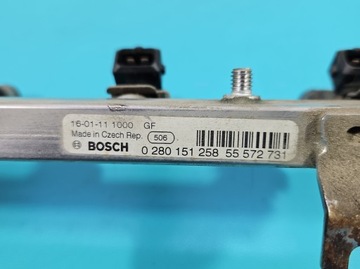 16-01-11 1000 GF
Made in Czech Rep. 506
BOSCH 0 280 151 258 55 572 731